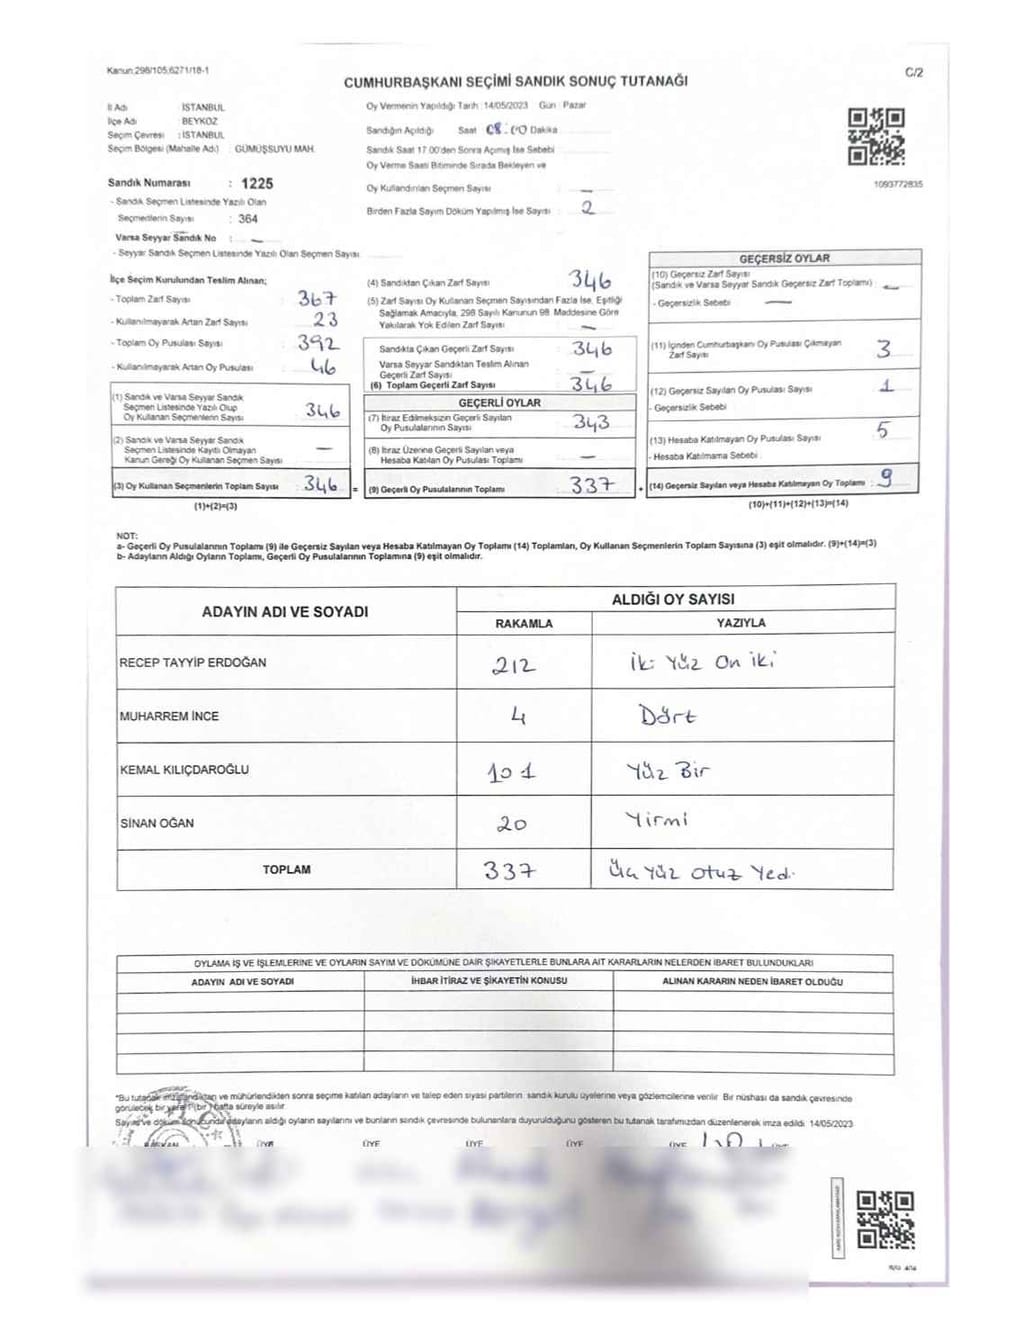 Kanun:298/105;6271/18-1
C/2
CUMHURBAŞKANI SEÇİMİ SANDIK SONUÇ TUTANAĞI
İl Adı İSTANBUL
İlçe Adı BEYKOZ
Seçim Çevresi : İSTANBUL
Seçim Bölgesi (Mahalle Adı) : GÜMÜŞSUYU MAH.
Sandık Numarası : 1225
- Sandık Seçmen Listesinde Yazılı Olan
Seçmenlerin Sayısı : 364
Varsa Seyyar Sandık No : —
- Seyyar Sandık Seçmen Listesinde Yazılı Olan Seçmen Sayısı
Oy Vermenin Yapıldığı Tarih :14/05/2023 Gün : Pazar
Sandığın Açıldığı Saat 08:00 Dakika
Sandık Saat 17.00'den Sonra Açılmış İse Sebebi
Oy Verme Saati Bitiminde Sırada Bekleyen ve
Oy Kullandırılan Seçmen Sayısı : —
Birden Fazla Sayım Döküm Yapılmış İse Sayısı : 2
1093772835
İlçe Seçim Kurulundan Teslim Alınan;
- Toplam Zarf Sayısı : 367
- Kullanılmayarak Artan Zarf Sayısı : 23
- Toplam Oy Pusulası Sayısı : 392
- Kullanılmayarak Artan Oy Pusulası : 46
(1) Sandık ve Varsa Seyyar Sandık
Seçmen Listesinde Yazılı Olup
Oy Kullanan Seçmenlerin Sayısı : 346
(2) Sandık ve Varsa Seyyar Sandık
Seçmen Listesinde Kayıtlı Olmayan
Kanun Gereği Oy Kullanan Seçmen Sayısı —
(3) Oy Kullanan Seçmenlerin Toplam Sayısı : 346 =
(1)+(2)=(3)
(4) Sandıktan Çıkan Zarf Sayısı : 346
(5) Zarf Sayısı Oy Kullanan Seçmen Sayısından Fazla İse, Eşitliği
Sağlamak Amacıyla, 298 Sayılı Kanunun 98. Maddesine Göre
Yakılarak Yok Edilen Zarf Sayısı : —
Sandıkta Çıkan Geçerli Zarf Sayısı : 346
Varsa Seyyar Sandıktan Teslim Alınan
Geçerli Zarf Sayısı : —
(6) Toplam Geçerli Zarf Sayısı : 346
GEÇERLİ OYLAR
(7) İtiraz Edilmeksizin Geçerli Sayılan
Oy Pusulalarının Sayısı : 343
(8) İtiraz Üzerine Geçerli Sayılan veya
Hesaba Katılan Oy Pusulası Toplamı : —
(9) Geçerli Oy Pusulalarının Toplamı : 337 +
GEÇERSİZ OYLAR
(10) Geçersiz Zarf Sayısı
(Sandık ve Varsa Seyyar Sandık Geçersiz Zarf Toplamı) : —
- Geçersizlik Sebebi —
(11) İçinden Cumhurbaşkanı Oy Pusulası Çıkmayan
Zarf Sayısı : 3
(12) Geçersiz Sayılan Oy Pusulası Sayısı : 1
- Geçersizlik Sebebi
(13) Hesaba Katılmayan Oy Pusulası Sayısı : 5
- Hesaba Katılmama Sebebi
(14) Geçersiz Sayılan veya Hesaba Katılmayan Oy Toplamı : 9
(10)+(11)+(12)+(13)=(14)
NOT:
a- Geçerli Oy Pusulalarının Toplamı (9) ile Geçersiz Sayılan veya Hesaba Katılmayan Oy Toplamı (14) Toplamları, Oy Kullanan Seçmenlerin Toplam Sayısına (3) eşit olmalıdır. (9)+(14)=(3)
b- Adayların Aldığı Oyların Toplamı, Geçerli Oy Pusulalarının Toplamına (9) eşit olmalıdır.
ADAYIN ADI VE SOYADI
ALDIĞI OY SAYISI
RAKAMLA YAZIYLA
RECEP TAYYİP ERDOĞAN 212 iki Yüz On iki
MUHARREM İNCE 4 Dört
KEMAL KILIÇDAROĞLU 101 Yüz Bir
SİNAN OĞAN 20 Yirmi
TOPLAM 337 Üç Yüz otuz Yedi
OYLAMA İŞ VE İŞLEMLERİNE VE OYLARIN SAYIM VE DÖKÜMÜNE DAİR ŞİKAYETLERLE BUNLARA AİT KARARLARIN NELERDEN İBARET BULUNDUKLARI
ADAYIN ADI VE SOYADI İHBAR İTİRAZ VE ŞİKAYETİN KONUSU ALINAN KARARIN NEDEN İBARET OLDUĞU
*Bu tutanak imzalandıktan ve mühürlendikten sonra seçime katılan adayların ve talep eden siyasi partilerin sandık kurulu üyelerine veya gözlemcilerine verilir. Bir nüshası da sandık çevresinde
görülecek bir yere 1 (bir) hafta süreyle asılır.
Sayım ve döküm sonucunda adayların aldığı oyların sayılarını ve bunların sandık çevresinde bulunanlara duyurulduğunu gösteren bu tutanak tarafımızdan düzenlenerek imza edildi. 14/05/2023
BAŞKAN ÜYE ÜYE ÜYE ÜYE